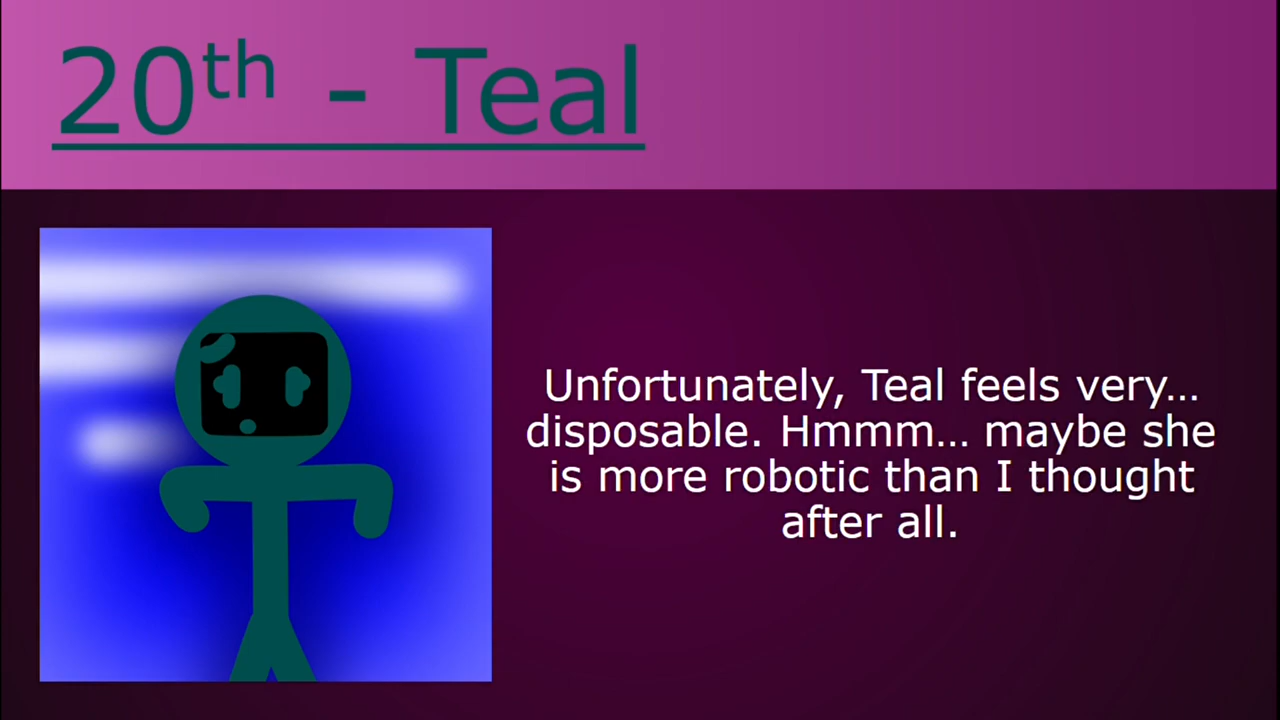 20th - Teal
Unfortunately, Teal feels very...
disposable. Hmmm... maybe she
is more robotic than I thought
after all.